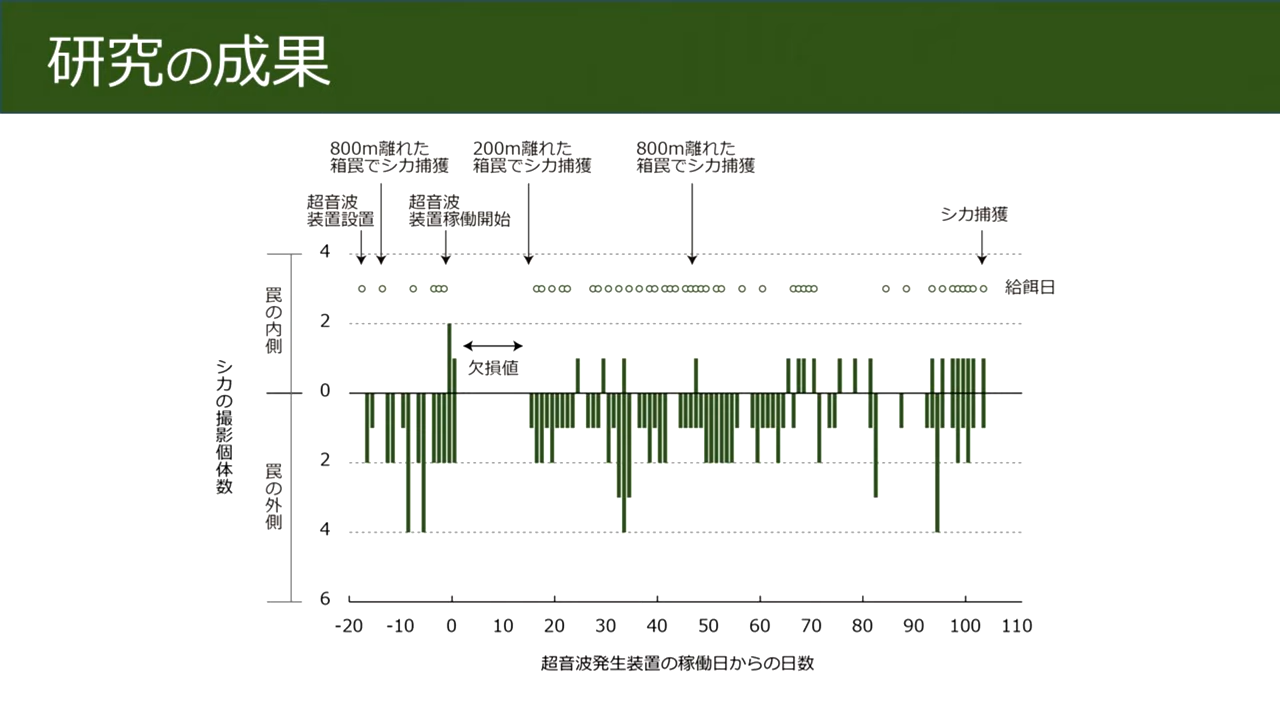 研究の成果
800m離れた
箱罠でシカ捕獲
200m離れた
箱罠でシカ捕獲
800m離れた
箱罠でシカ捕獲
超音波
装置設置
超音波
装置稼働開始
シカ捕獲
4
給餌日
2
欠損値
0
2
4
6
罠の内側
シカの撮影個体数
罠の外側
-20 -10 0 10 20 30 40 50 60 70 80 90 100 110
超音波発生装置の稼働日からの日数